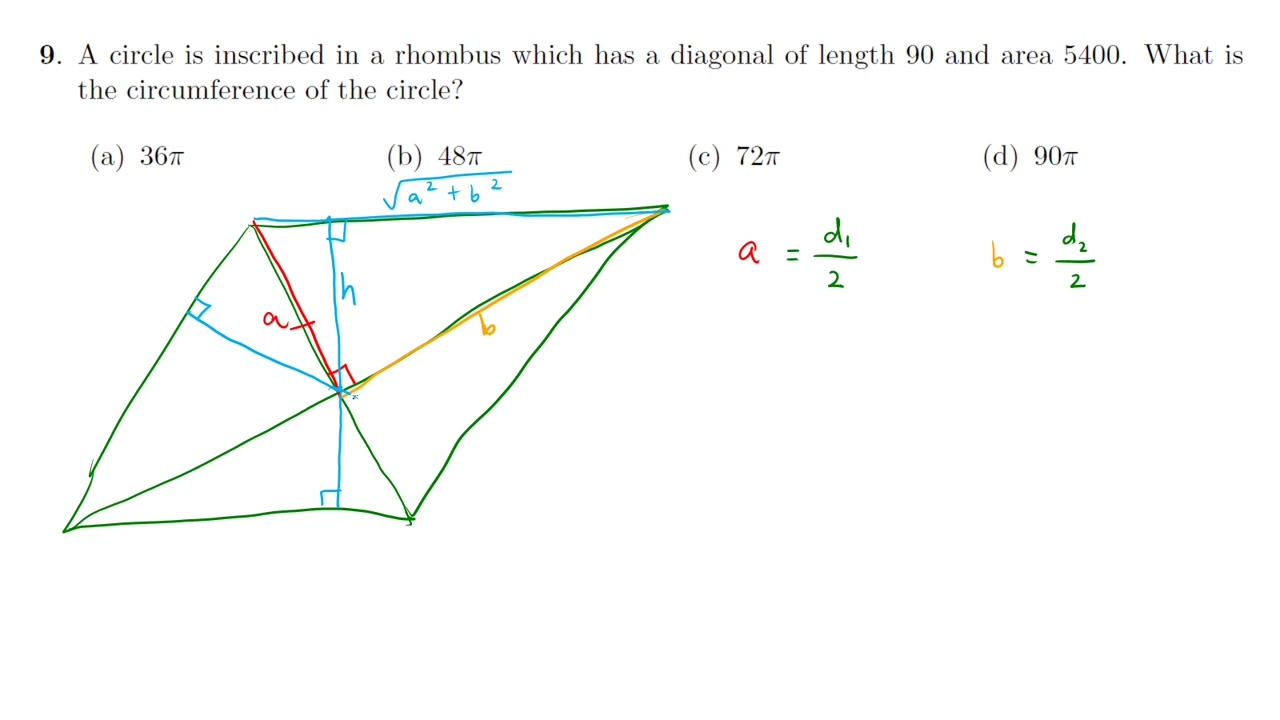 9. A circle is inscribed in a rhombus which has a diagonal of length 90 and area 5400. What is
the circumference of the circle?
(a) 36π (b) 48π (c) 72π (d) 90π
√(a² + b²)
a = d₁/2 b = d₂/2
h
a
b